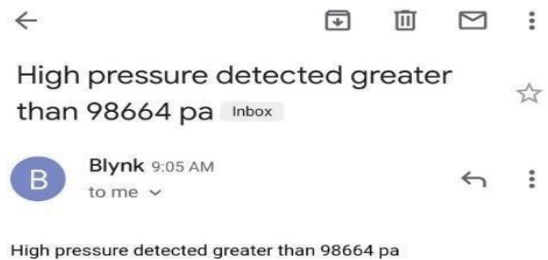 High pressure detected greater
than 98664 pa Inbox
B
Blynk 9:05 AM
to me
High pressure detected greater than 98664 pa